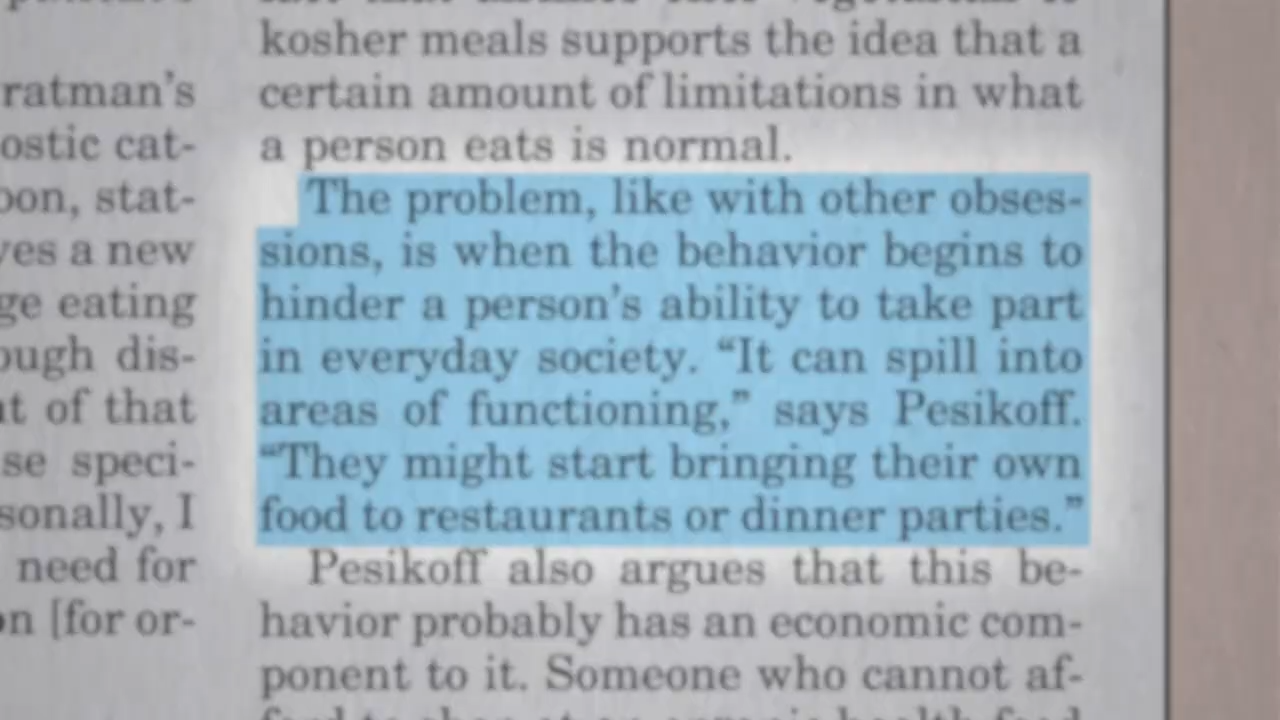 ratman's
ostic cat-
oon, stat-
ves a new
ge eating
ough dis-
at of that
se speci-
sonally, I
need for
on [for or-
kosher meals supports the idea that a
certain amount of limitations in what
a person eats is normal.
The problem, like with other obses-
sions, is when the behavior begins to
hinder a person's ability to take part
in everyday society. “It can spill into
areas of functioning,” says Pesikoff.
“They might start bringing their own
food to restaurants or dinner parties.”
Pesikoff also argues that this be-
havior probably has an economic com-
ponent to it. Someone who cannot af-